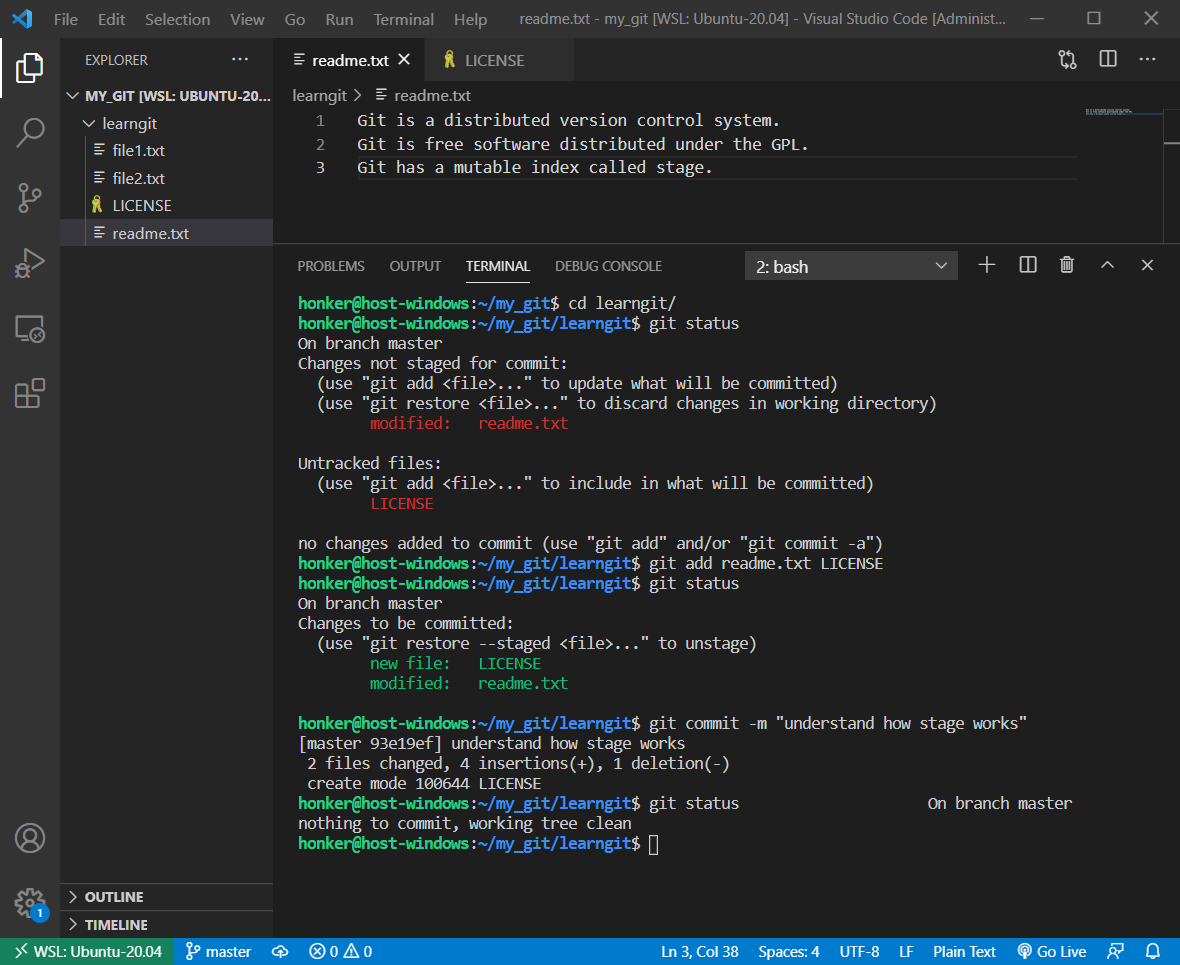 File Edit Selection View Go Run Terminal Help readme.txt - my_git [WSL: Ubuntu-20.04] - Visual Studio Code [Administ...
EXPLORER
MY_GIT [WSL: UBUNTU-20...
learngit
file1.txt
file2.txt
LICENSE
readme.txt
OUTLINE
TIMELINE
readme.txt LICENSE
learngit > readme.txt
1 Git is a distributed version control system.
2 Git is free software distributed under the GPL.
3 Git has a mutable index called stage.
PROBLEMS OUTPUT TERMINAL DEBUG CONSOLE 2: bash
honker@host-windows:~/my_git$ cd learngit/
honker@host-windows:~/my_git/learngit$ git status
On branch master
Changes not staged for commit:
  (use "git add <file>..." to update what will be committed)
  (use "git restore <file>..." to discard changes in working directory)
        modified:   readme.txt

Untracked files:
  (use "git add <file>..." to include in what will be committed)
        LICENSE

no changes added to commit (use "git add" and/or "git commit -a")
honker@host-windows:~/my_git/learngit$ git add readme.txt LICENSE
honker@host-windows:~/my_git/learngit$ git status
On branch master
Changes to be committed:
  (use "git restore --staged <file>..." to unstage)
        new file:   LICENSE
        modified:   readme.txt

honker@host-windows:~/my_git/learngit$ git commit -m "understand how stage works"
[master 93e19ef] understand how stage works
 2 files changed, 4 insertions(+), 1 deletion(-)
 create mode 100644 LICENSE
honker@host-windows:~/my_git/learngit$ git status                     On branch master
nothing to commit, working tree clean
honker@host-windows:~/my_git/learngit$
1
WSL: Ubuntu-20.04 master 0 0 Ln 3, Col 38 Spaces: 4 UTF-8 LF Plain Text Go Live